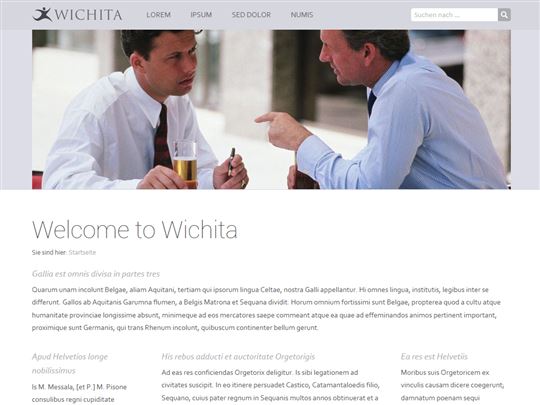 WICHITA LOREM IPSUM SED DOLOR NUMIS Suchen nach ...
Welcome to Wichita
Sie sind hier: Startseite
Gallia est omnis divisa in partes tres
Quarum unam incolunt Belgae, aliam Aquitani, tertiam qui ipsorum lingua Celtae, nostra Galli appellantur. Hi omnes lingua, institutis, legibus inter se
differunt. Gallos ab Aquitanis Garumna flumen, a Belgis Matrona et Sequana dividit. Horum omnium fortissimi sunt Belgae, propterea quod a cultu atque
humanitate provinciae longissime absunt, minimeque ad eos mercatores saepe commeant atque ea quae ad effeminandos animos pertinent important,
proximique sunt Germanis, qui trans Rhenum incolunt, quibuscum continenter bellum gerunt.
Apud Helvetios longe
nobilissimus
Is M. Messala, [et P.] M. Pisone
consulibus regni cupiditate
His rebus adducti et auctoritate Orgetorigis
Ad eas res conficiendas Orgetorix deligitur. Is sibi legationem ad
civitates suscipit. In eo itinere persuadet Castico, Catamantaloedis filio,
Sequano, cuius pater regnum in Sequanis multos annos obtinuerat et a
Ea res est Helvetiis
Moribus suis Orgetoricem ex
vinculis causam dicere coegerunt,
damnatum poenam sequi